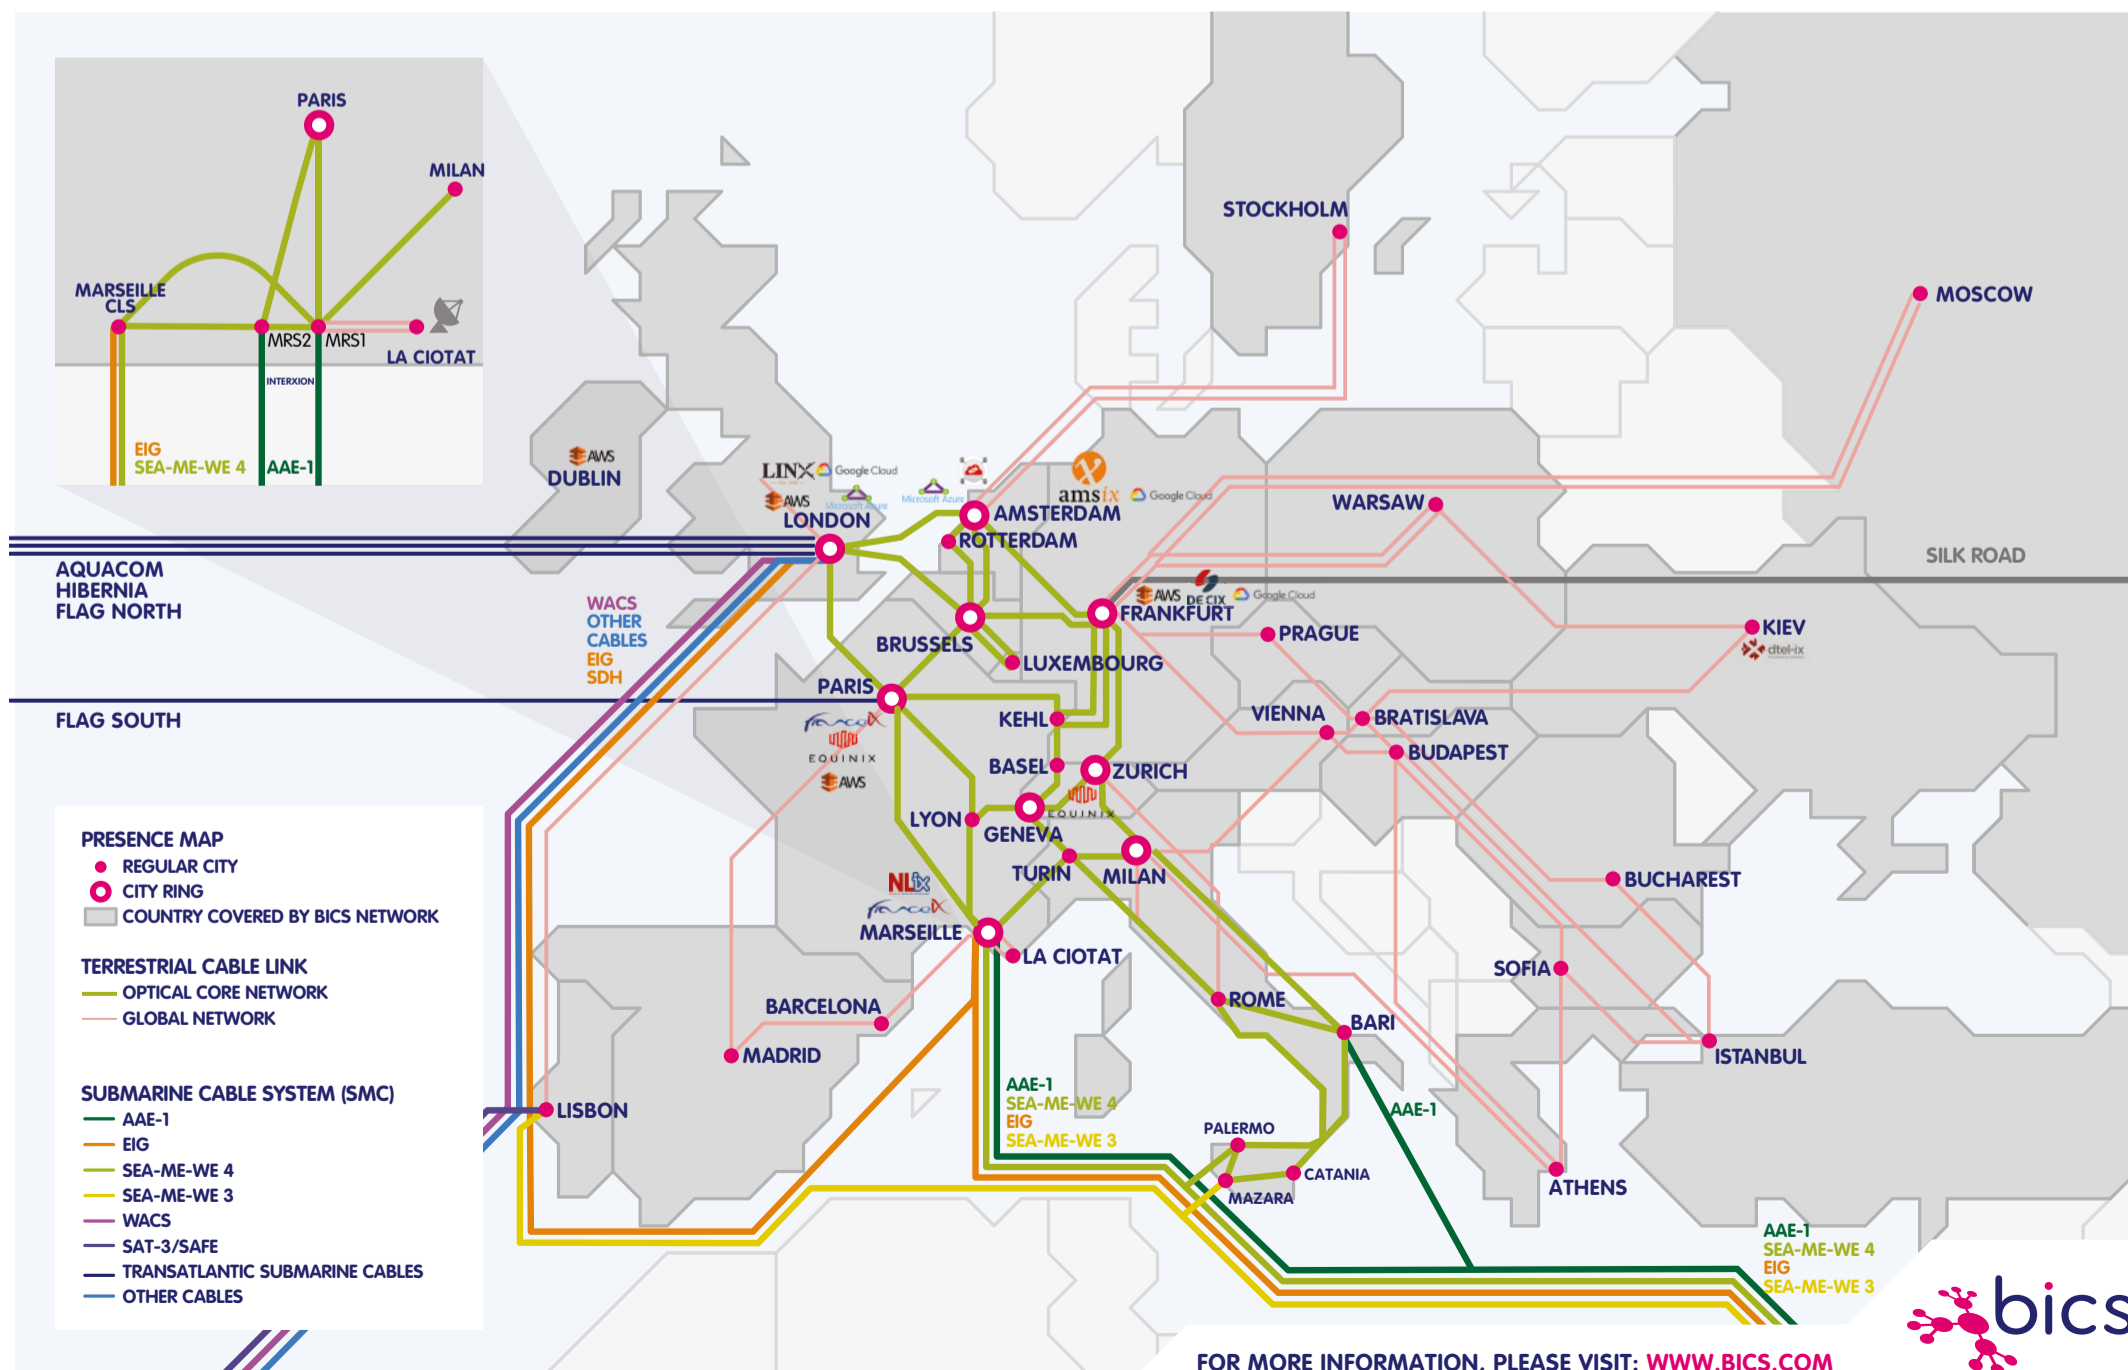 PARIS
MILAN
MARSEILLE
CLS
MRS2
MRS1
LA CIOTAT
INTERXION
EIG
SEA-ME-WE 4
AAE-1
STOCKHOLM
MOSCOW
AWS
DUBLIN
LINX
Google Cloud
AWS
Microsoft Azure
LONDON
Microsoft Azure
AMSTERDAM
amsix
Google Cloud
ROTTERDAM
WARSAW
SILK ROAD
AQUACOM
HIBERNIA
FLAG NORTH
WACS
OTHER
CABLES
EIG
SDH
AWS
DE CIX
Google Cloud
FRANKFURT
BRUSSELS
PRAGUE
KIEV
dtel-ix
LUXEMBOURG
PARIS
FLAG SOUTH
KEHL
VIENNA
BRATISLAVA
BUDAPEST
EQUINIX
AWS
BASEL
ZURICH
EQUINIX
LYON
GENEVA
TURIN
MILAN
BUCHAREST
NLix
MARSEILLE
LA CIOTAT
SOFIA
BARCELONA
ROME
BARI
MADRID
ISTANBUL
LISBON
AAE-1
SEA-ME-WE 4
EIG
SEA-ME-WE 3
AAE-1
PALERMO
CATANIA
MAZARA
ATHENS
PRESENCE MAP
REGULAR CITY
CITY RING
COUNTRY COVERED BY BICS NETWORK
TERRESTRIAL CABLE LINK
OPTICAL CORE NETWORK
GLOBAL NETWORK
SUBMARINE CABLE SYSTEM (SMC)
AAE-1
EIG
SEA-ME-WE 4
SEA-ME-WE 3
WACS
SAT-3/SAFE
TRANSATLANTIC SUBMARINE CABLES
OTHER CABLES
AAE-1
SEA-ME-WE 4
EIG
SEA-ME-WE 3
bics
FOR MORE INFORMATION, PLEASE VISIT: WWW.BICS.COM